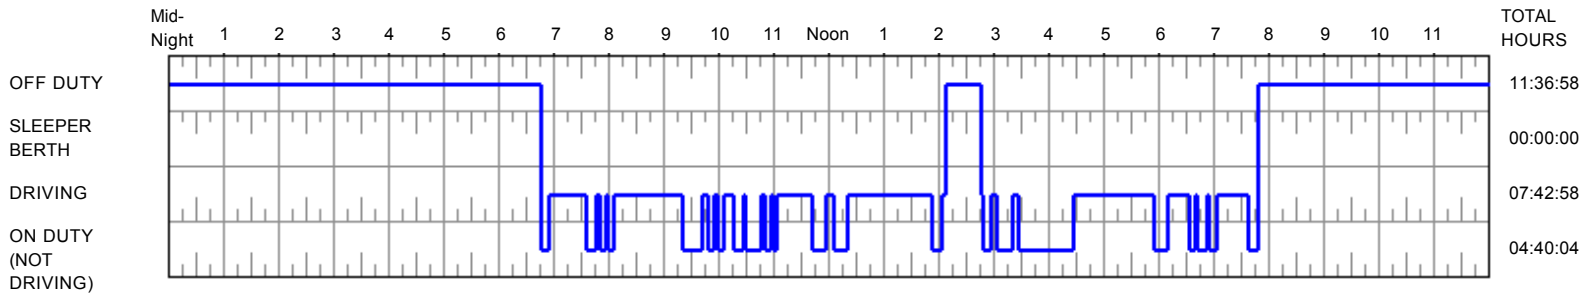 Mid-
Night 1 2 3 4 5 6 7 8 9 10 11 Noon 1 2 3 4 5 6 7 8 9 10 11
TOTAL
HOURS
OFF DUTY 11:36:58
SLEEPER
BERTH 00:00:00
DRIVING 07:42:58
ON DUTY
(NOT
DRIVING) 04:40:04